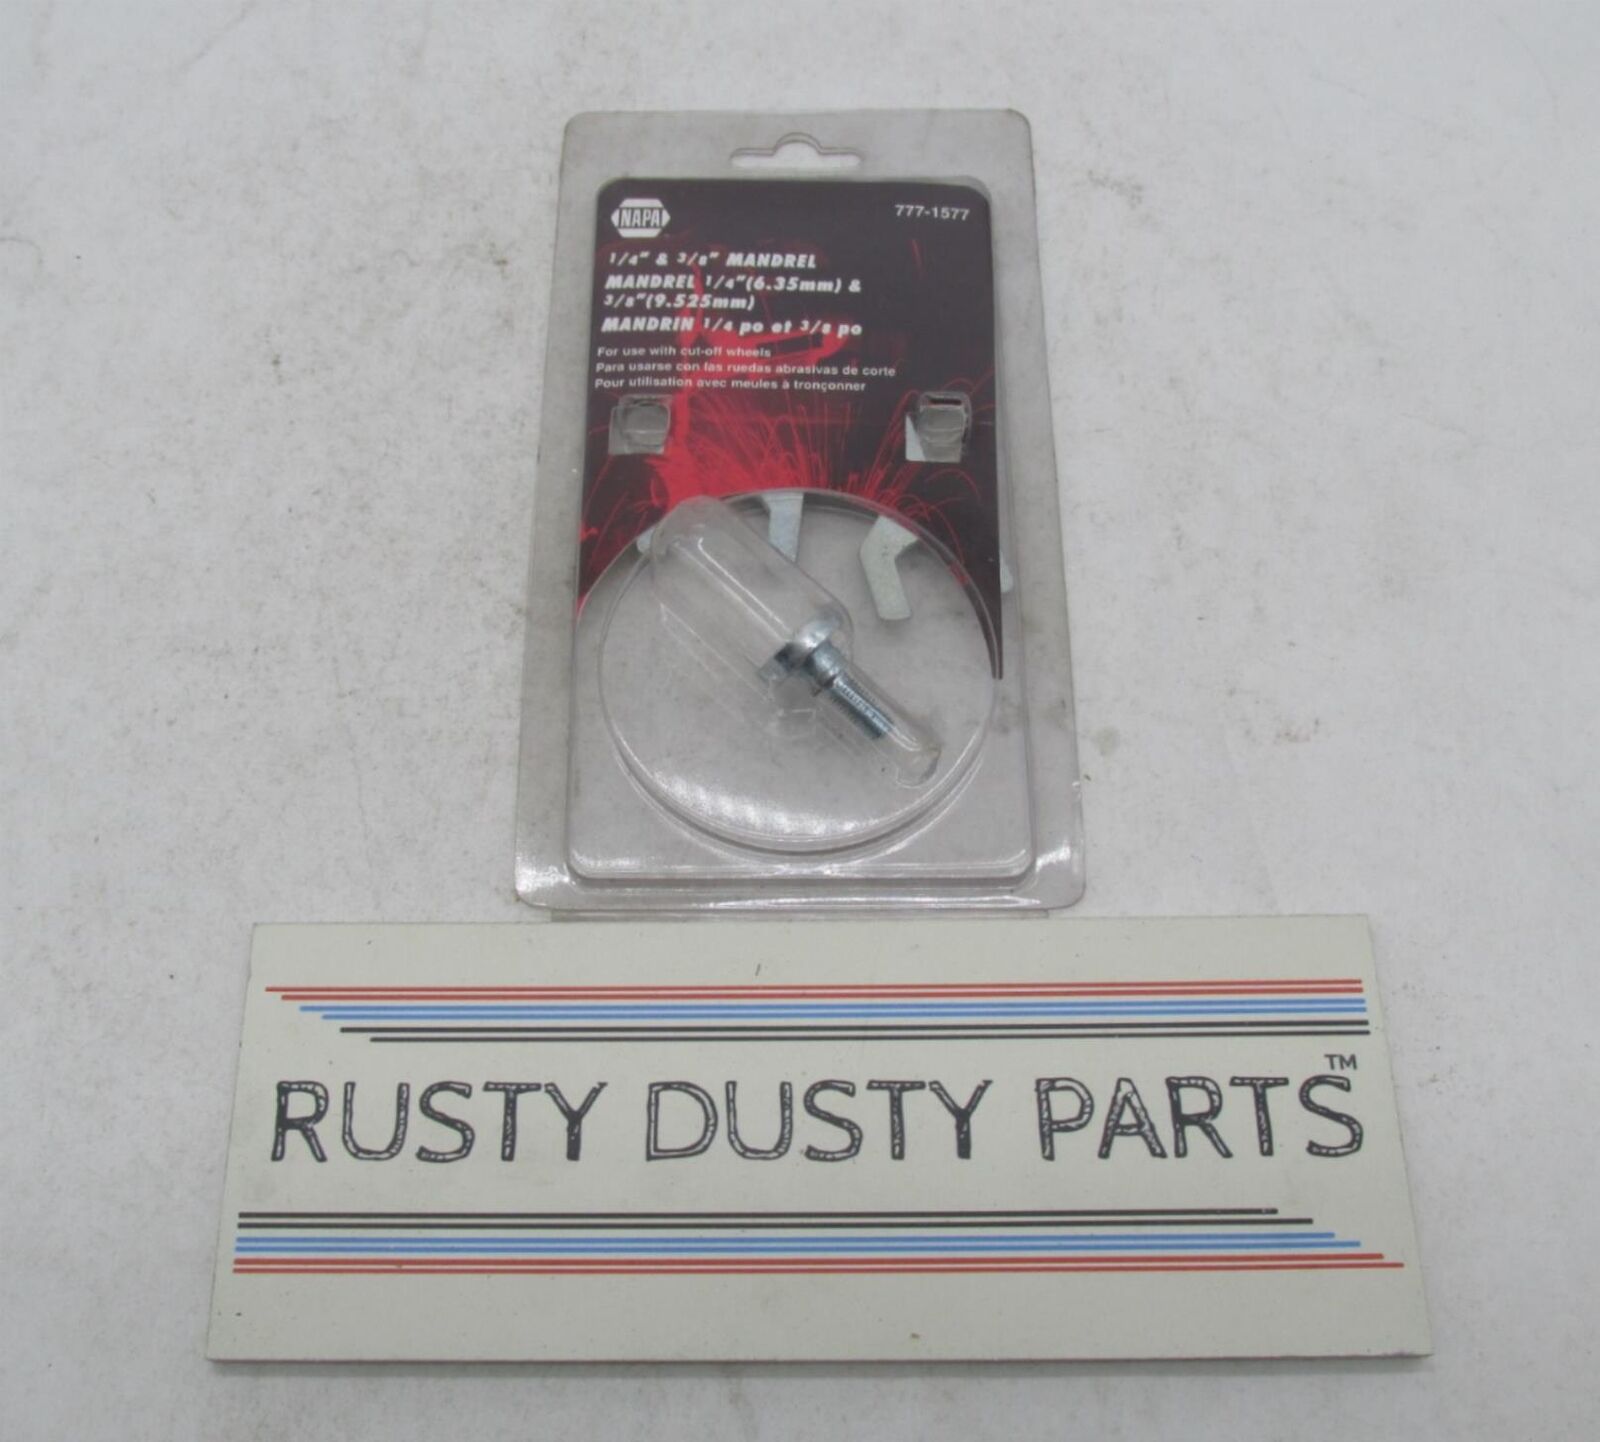 NAPA
777-1577
1/4" & 3/8" MANDREL
MANDREL 1/4"(6.35mm) &
3/8"(9.525mm)
MANDRIN 1/4 po et 3/8 po
For use with cut-off wheels
Para usarse con las ruedas abrasivas de corte
Pour utilisation avec meules à tronçonner
RUSTY DUSTY PARTS™